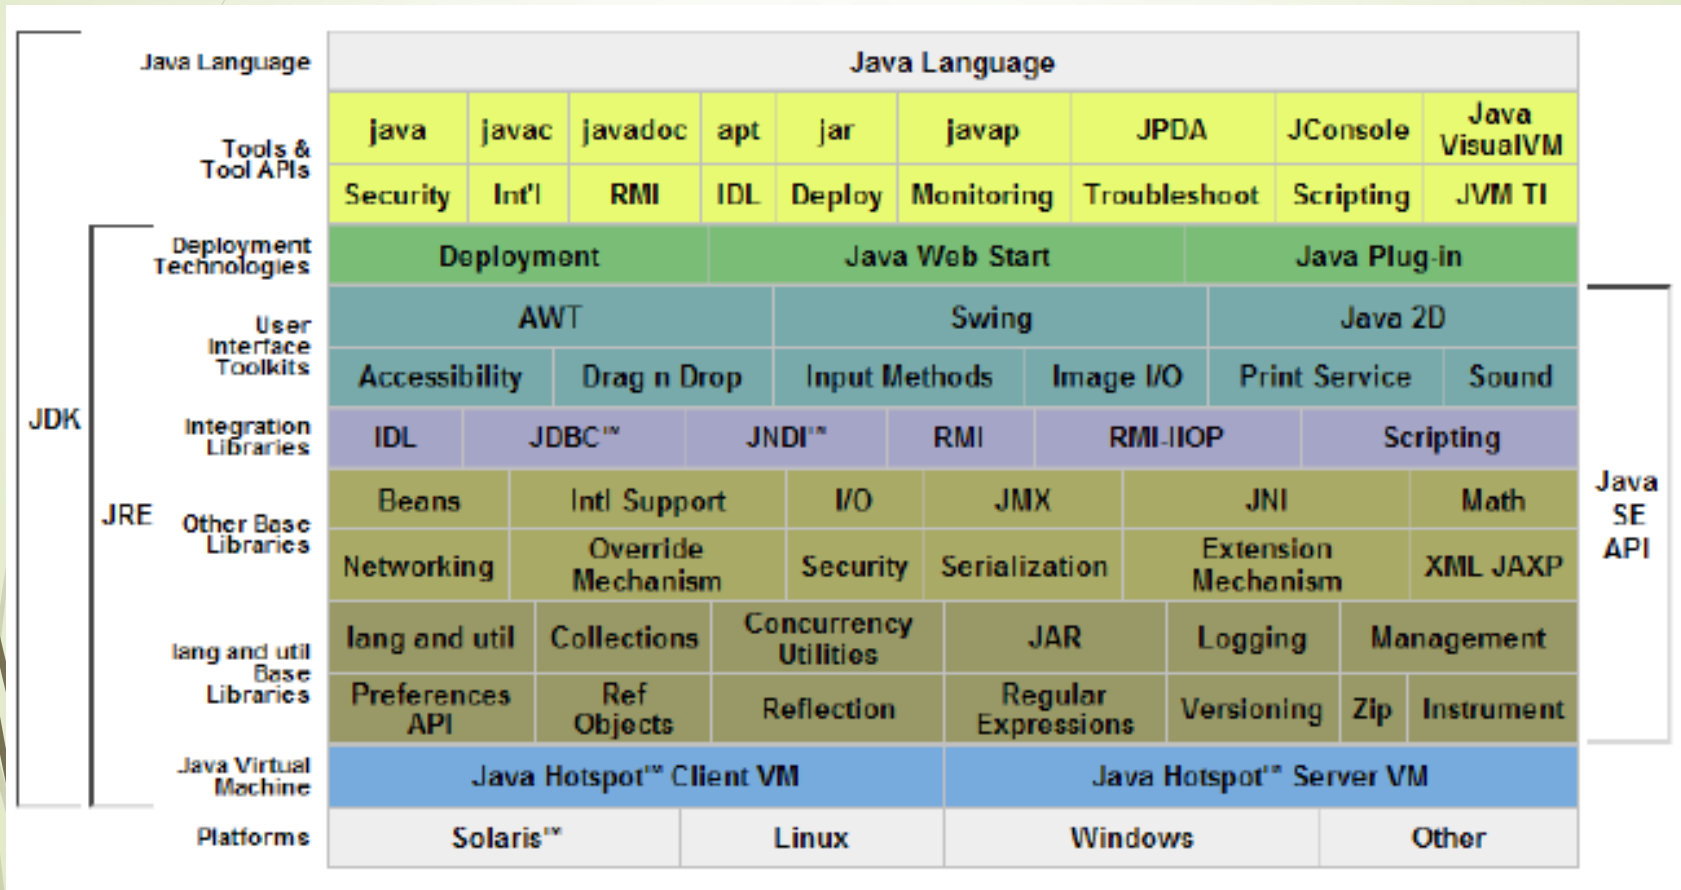 Java Language
Java Language
Tools &
Tool APIs
java javac javadoc apt jar javap JPDA JConsole Java
VisualVM
Security Int'l RMI IDL Deploy Monitoring Troubleshoot Scripting JVM TI
Deployment
Technologies
Deployment Java Web Start Java Plug-in
User
Interface
Toolkits
AWT Swing Java 2D
Accessibility Drag n Drop Input Methods Image I/O Print Service Sound
JDK
Integration
Libraries
IDL JDBC™ JNDI™ RMI RMI-IIOP Scripting
JRE
Other Base
Libraries
Beans Intl Support I/O JMX JNI Math
Java
SE
API
Networking Override
Mechanism Security Serialization Extension
Mechanism XML JAXP
lang and util
Base
Libraries
lang and util Collections Concurrency
Utilities JAR Logging Management
Preferences
API Ref
Objects Reflection Regular
Expressions Versioning Zip Instrument
Java Virtual
Machine
Java Hotspot™ Client VM Java Hotspot™ Server VM
Platforms
Solaris™ Linux Windows Other